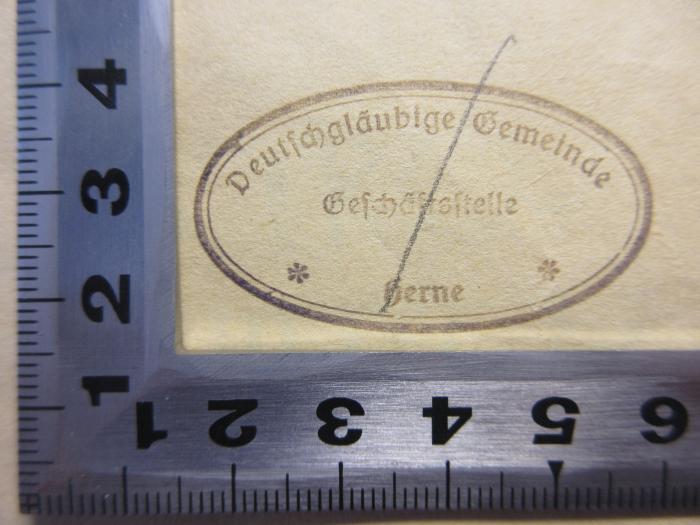 Deutschgläubige Gemeinde
Geschäftsstelle
* Herne *
4
3
2
1
1 2 3 4 5 6